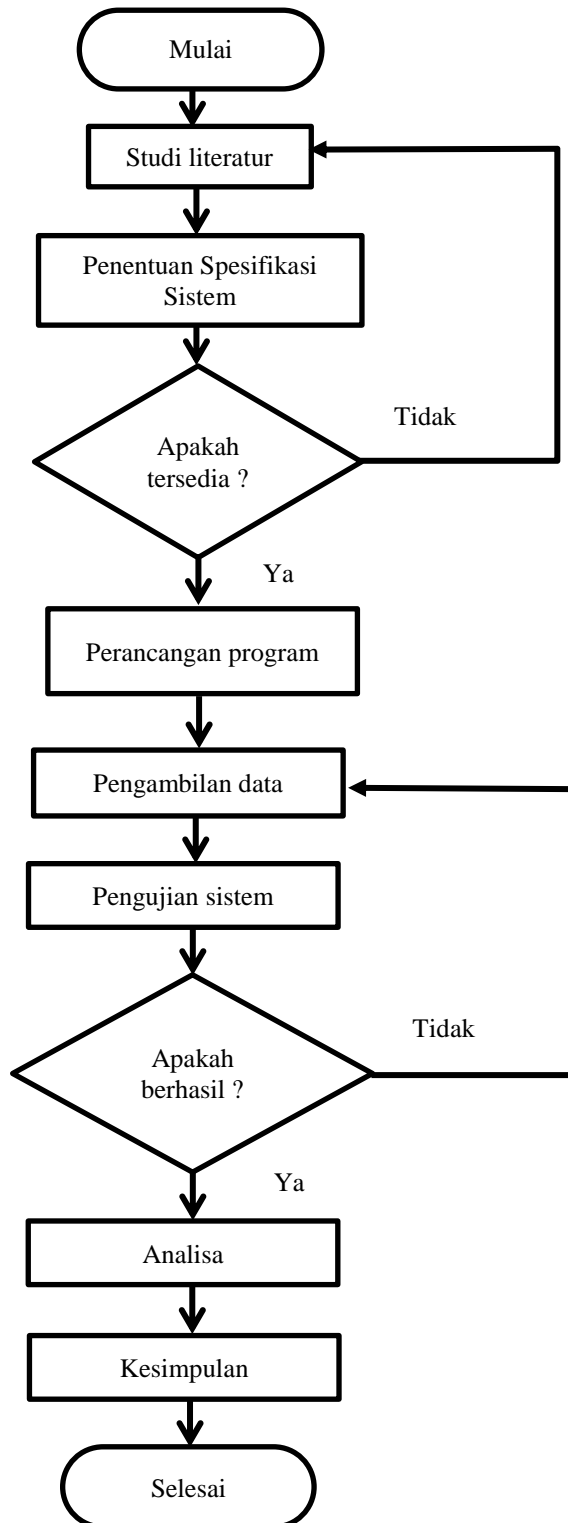 Mulai
Studi literatur
Penentuan Spesifikasi
Sistem
Apakah
tersedia ?
Tidak
Ya
Perancangan program
Pengambilan data
Pengujian sistem
Apakah
berhasil ?
Tidak
Ya
Analisa
Kesimpulan
Selesai